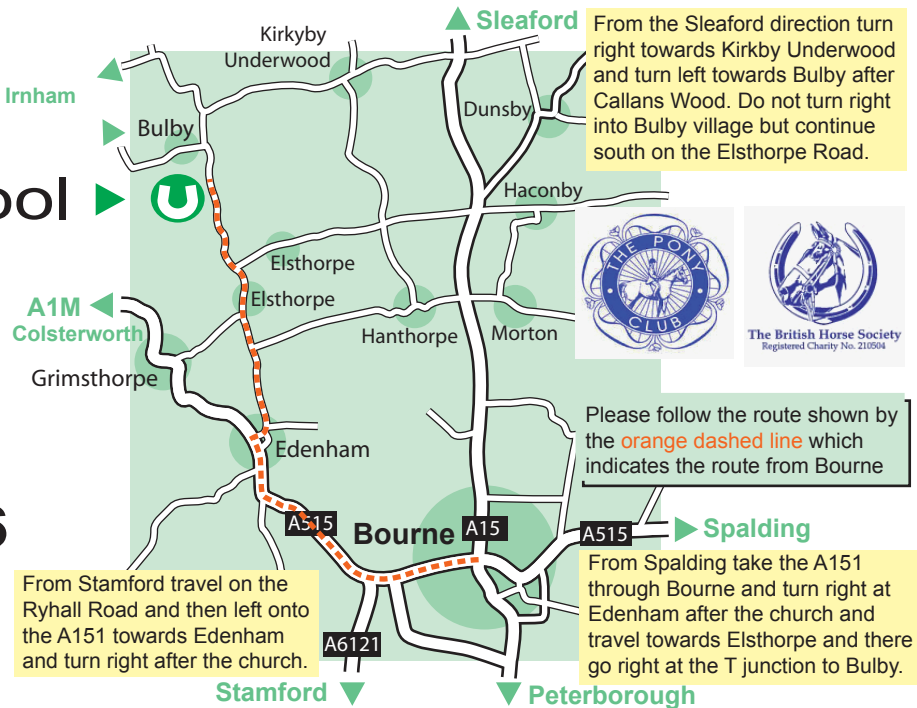 Sleaford
Kirkyby
Underwood
Irnham
Bulby
Dunsby
From the Sleaford direction turn
right towards Kirkby Underwood
and turn left towards Bulby after
Callans Wood. Do not turn right
into Bulby village but continue
south on the Elsthorpe Road.
ool
Haconby
Elsthorpe
Elsthorpe
A1M
Colsterworth
Hanthorpe
Morton
THE PONY
CLUB
The British Horse Society
Registered Charity No. 210504
Grimsthorpe
Edenham
Please follow the route shown by
the orange dashed line which
indicates the route from Bourne
s
A515
Bourne
A15
A515
Spalding
From Stamford travel on the
Ryhall Road and then left onto
the A151 towards Edenham
and turn right after the church.
From Spalding take the A151
through Bourne and turn right at
Edenham after the church and
travel towards Elsthorpe and there
go right at the T junction to Bulby.
A6121
Stamford
Peterborough